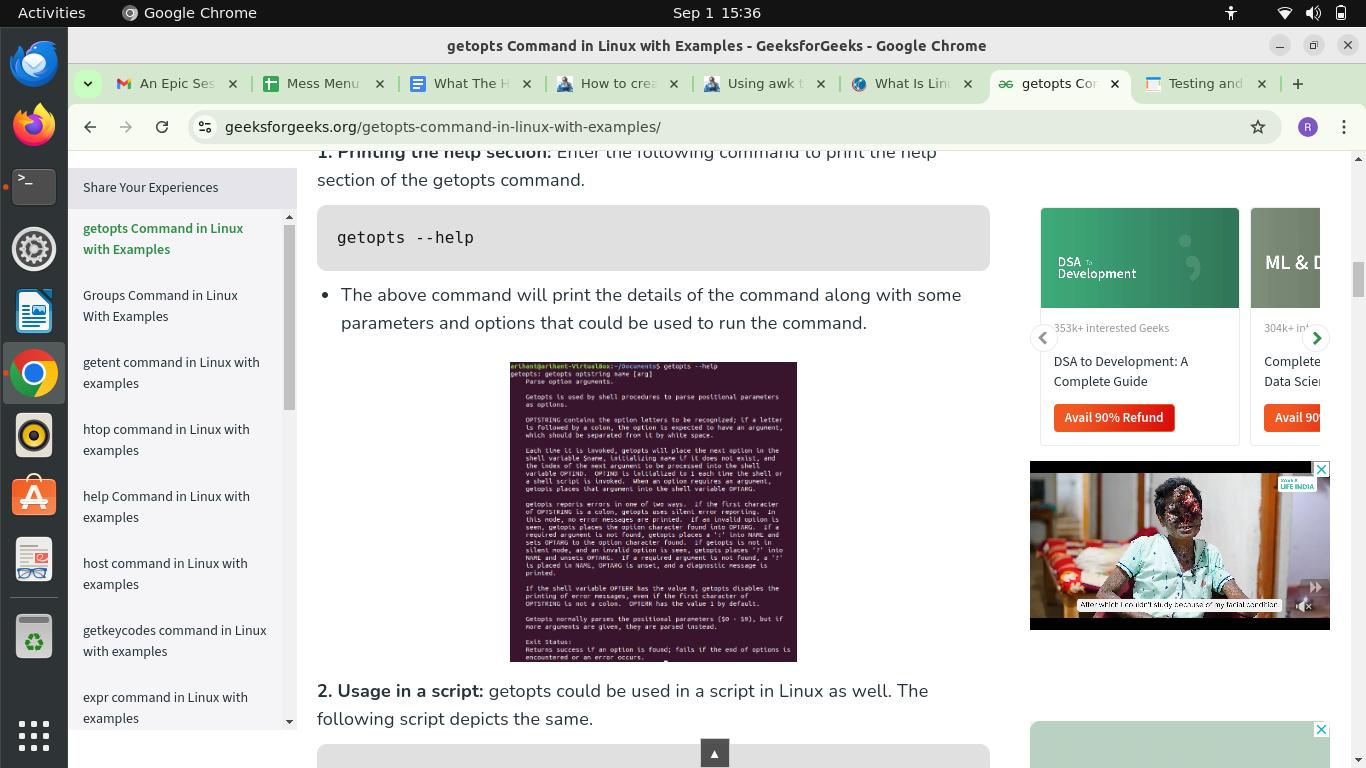 Activities
Google Chrome
Sep 1 15:36
getopts Command in Linux with Examples - GeeksforGeeks - Google Chrome
An Epic Ses
Mess Menu
What The H
How to crea
Using awk t
What Is Linu
getopts Cor
Testing and
geeksforgeeks.org/getopts-command-in-linux-with-examples/
R
Share Your Experiences
getopts Command in Linux
with Examples
Groups Command in Linux
With Examples
getent command in Linux with
examples
htop command in Linux with
examples
help Command in Linux with
examples
host command in Linux with
examples
getkeycodes command in Linux
with examples
expr command in Linux with
examples
1. Printing the help section: Enter the following command to print the help
section of the getopts command.
getopts --help
• The above command will print the details of the command along with some
parameters and options that could be used to run the command.
arihant@arihant-VirtualBox:~/Documents$ getopts --help
getopts: getopts optstring name [arg]
Parse option arguments.
Getopts is used by shell procedures to parse positional parameters
as options.
OPTSTRING contains the option letters to be recognized; if a letter
is followed by a colon, the option is expected to have an argument,
which should be separated from it by white space.
Each time it is invoked, getopts will place the next option in the
shell variable $name, initializing name if it does not exist, and
the index of the next argument to be processed into the shell
variable OPTIND.  OPTIND is initialized to 1 each time the shell or
a shell script is invoked.  When an option requires an argument,
getopts places that argument into the shell variable OPTARG.
getopts reports errors in one of two ways.  If the first character
of OPTSTRING is a colon, getopts uses silent error reporting.  In
this mode, no error messages are printed.  If an invalid option is
seen, getopts places the option character found into OPTARG.  If a
required argument is not found, getopts places a ':' into NAME and
sets OPTARG to the option character found.  If getopts is not in
silent mode, and an invalid option is seen, getopts places '?' into
NAME and unsets OPTARG.  If a required argument is not found, a '?'
is placed in NAME, OPTARG is unset, and a diagnostic message is
printed.
If the shell variable OPTERR has the value 0, getopts disables the
printing of error messages, even if the first character of
OPTSTRING is not a colon.  OPTERR has the value 1 by default.
Getopts normally parses the positional parameters ($0 - $9), but if
more arguments are given, they are parsed instead.
Exit Status:
Returns success if an option is found; fails if the end of options is
encountered or an error occurs.
2. Usage in a script: getopts could be used in a script in Linux as well. The
following script depicts the same.
DSA To
Development
353k+ interested Geeks
DSA to Development: A
Complete Guide
Avail 90% Refund
ML & D
304k+ int
Complete
Data Scien
Avail 90%
LIFE INDIA
After which I couldn't study because of my facial condition.